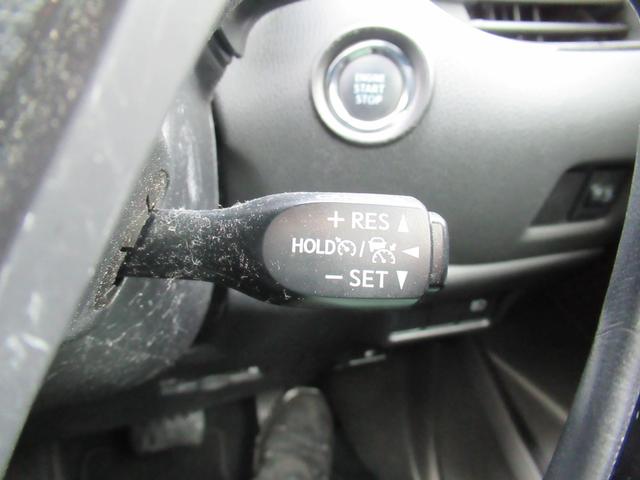 ENGINE
START
STOP
+ RES ▲
HOLD / ◄
− SET ▼